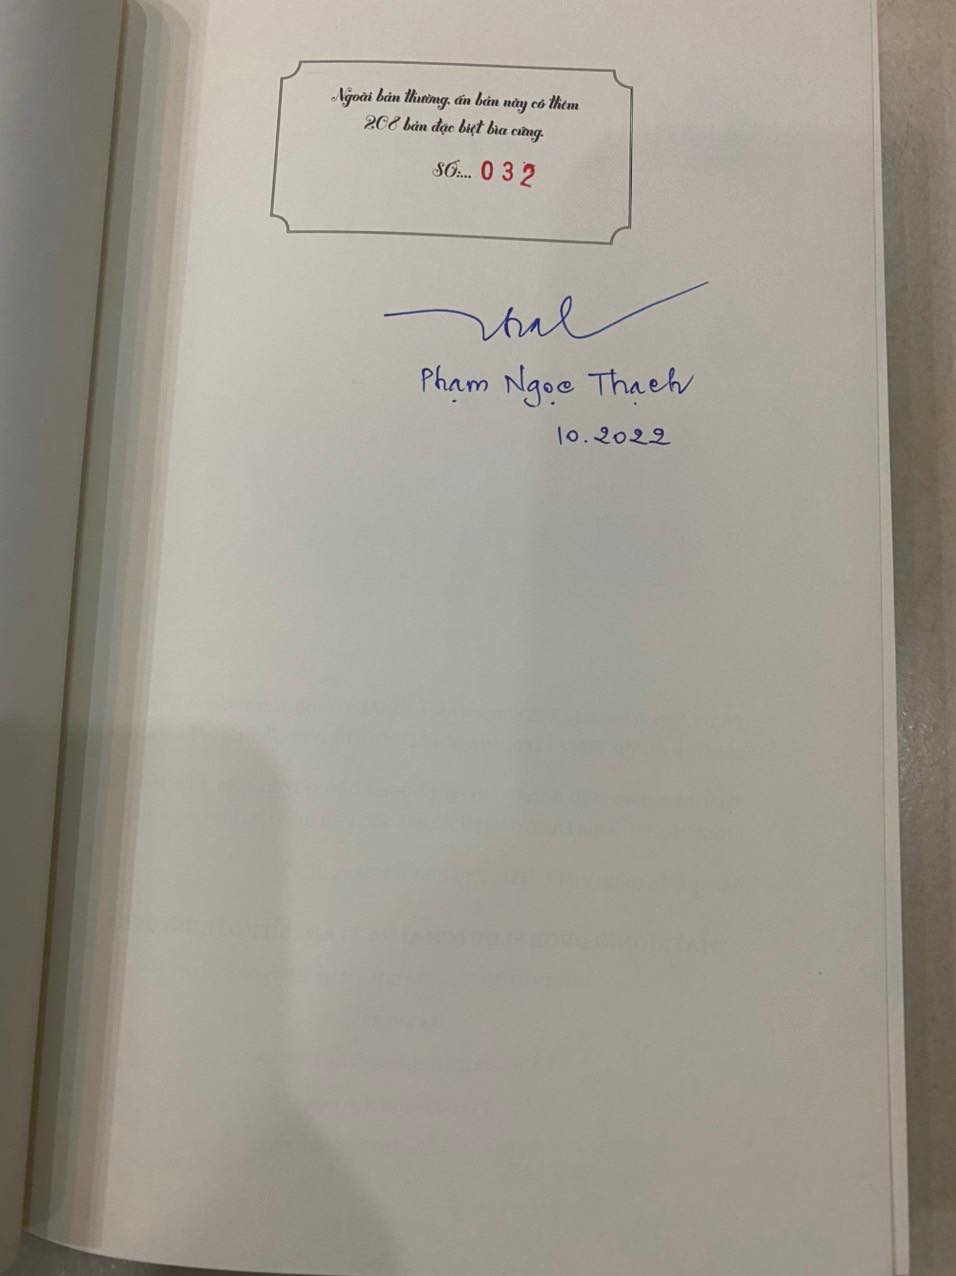 Ngoài bản thường, ấn bản này có thêm
208 bản đặc biệt bìa cứng.
Số:... 032
Phạm Ngọc Thạch
10.2022